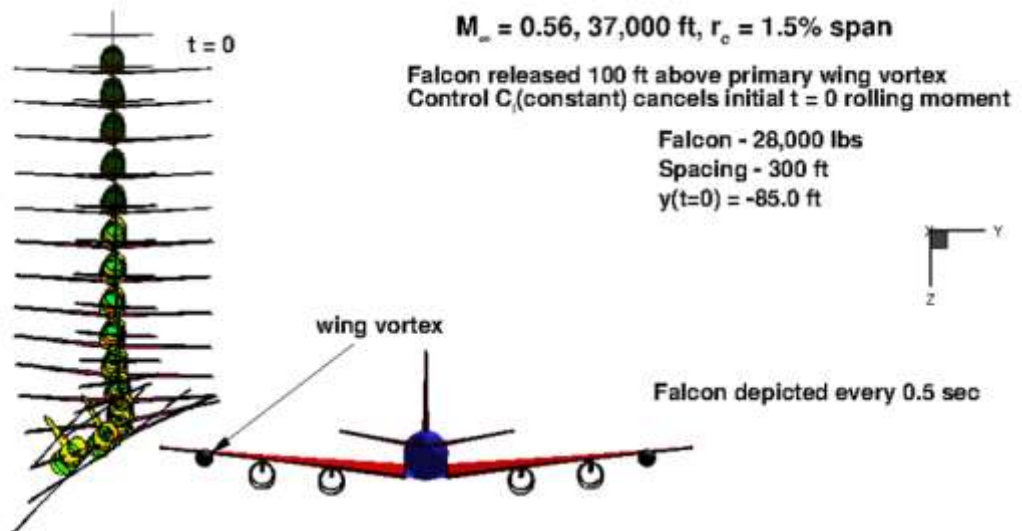 M∞ = 0.56, 37,000 ft, r_c = 1.5% span
t = 0
Falcon released 100 ft above primary wing vortex
Control C_l(constant) cancels initial t = 0 rolling moment
Falcon - 28,000 lbs
Spacing - 300 ft
y(t=0) = -85.0 ft
X Y
Z
wing vortex
Falcon depicted every 0.5 sec